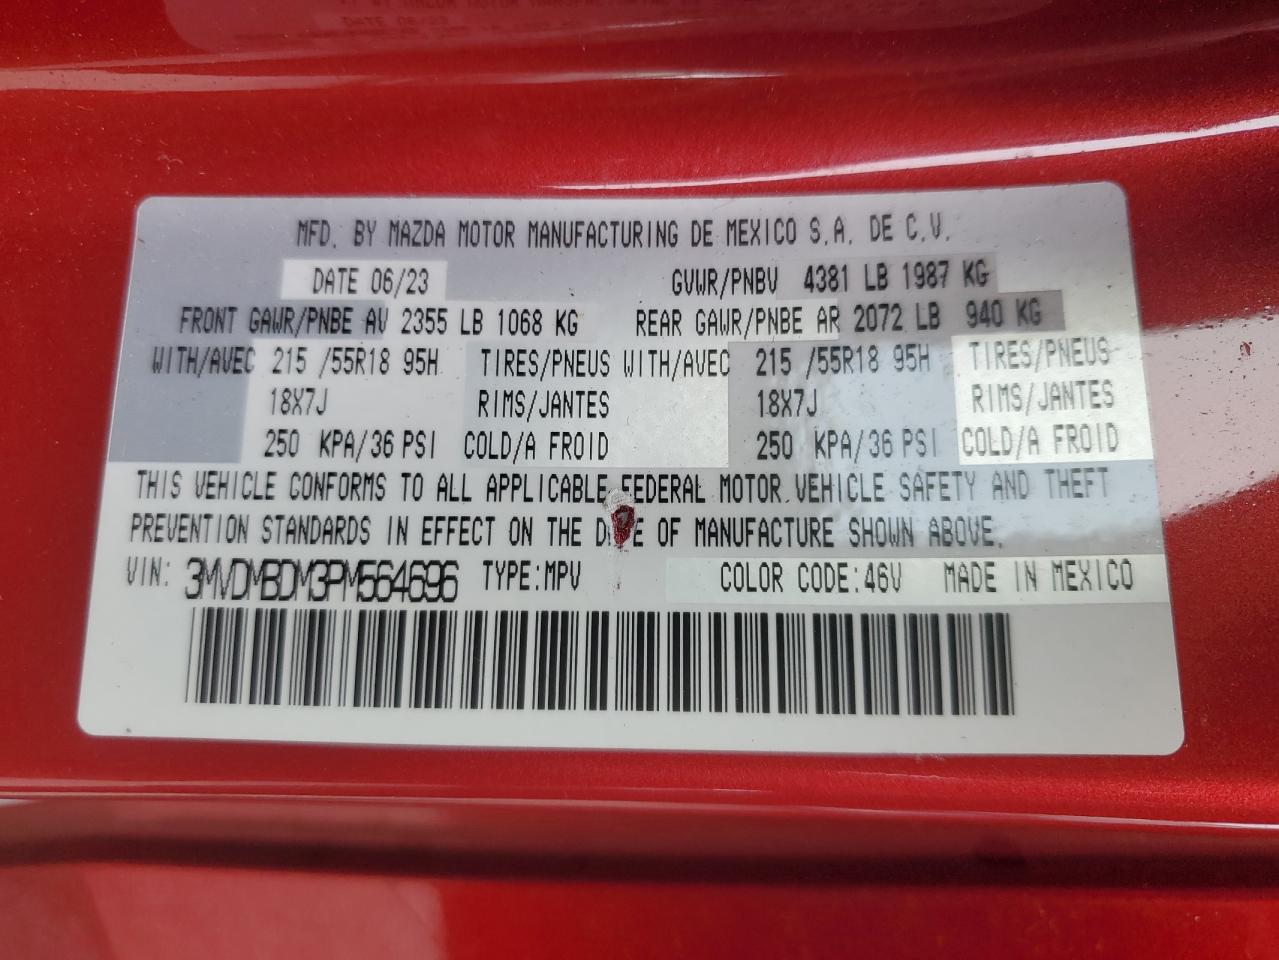 MFD. BY MAZDA MOTOR MANUFACTURING DE MEXICO S.A. DE C.V.
DATE 06/23 GVWR/PNBV 4381 LB 1987 KG
FRONT GAWR/PNBE AV 2355 LB 1068 KG REAR GAWR/PNBE AR 2072 LB 940 KG
WITH/AVEC 215 /55R18 95H TIRES/PNEUS WITH/AVEC 215 /55R18 95H TIRES/PNEUS
18X7J RIMS/JANTES 18X7J RIMS/JANTES
250 KPA/36 PSI COLD/A FROID 250 KPA/36 PSI COLD/A FROID
THIS VEHICLE CONFORMS TO ALL APPLICABLE FEDERAL MOTOR VEHICLE SAFETY AND THEFT
PREVENTION STANDARDS IN EFFECT ON THE DATE OF MANUFACTURE SHOWN ABOVE.
VIN: 3MVDMBDM3PM564696 TYPE:MPV COLOR CODE:46V MADE IN MEXICO